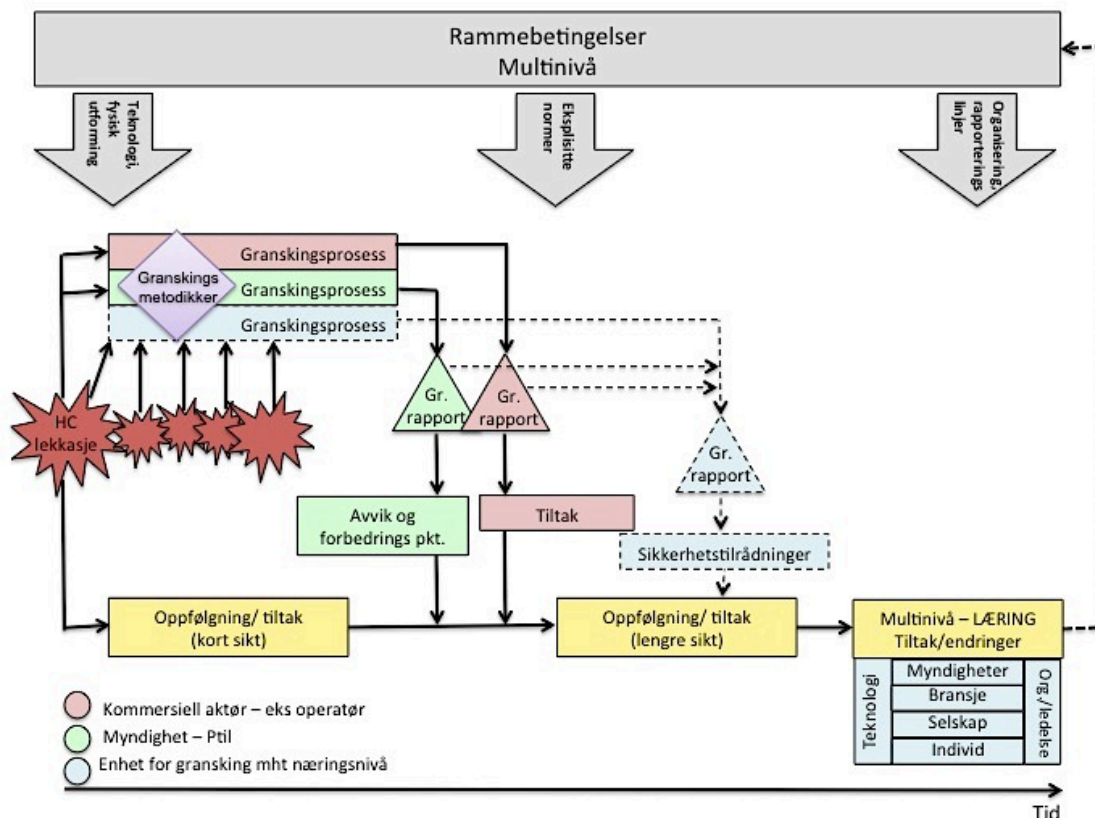 Rammebetingelser
Multinivå
Teknologi,
fysisk
utforming
Eksplisitte
normer
Organisering,
rapporterings
linjer
Granskingsprosess
Granskings
metodikker
Granskingsprosess
Granskingsprosess
HC
lekkasje
Gr.
rapport
Gr.
rapport
Gr.
rapport
Avvik og
forbedrings pkt.
Tiltak
Sikkerhetstilrådninger
Oppfølgning/ tiltak
(kort sikt)
Oppfølgning/ tiltak
(lengre sikt)
Multinivå – LÆRING
Tiltak/endringer
Teknologi
Myndigheter
Bransje
Selskap
Individ
Org /ledelse
Kommersiell aktør – eks operatør
Myndighet – Ptil
Enhet for gransking mht næringsnivå
Tid